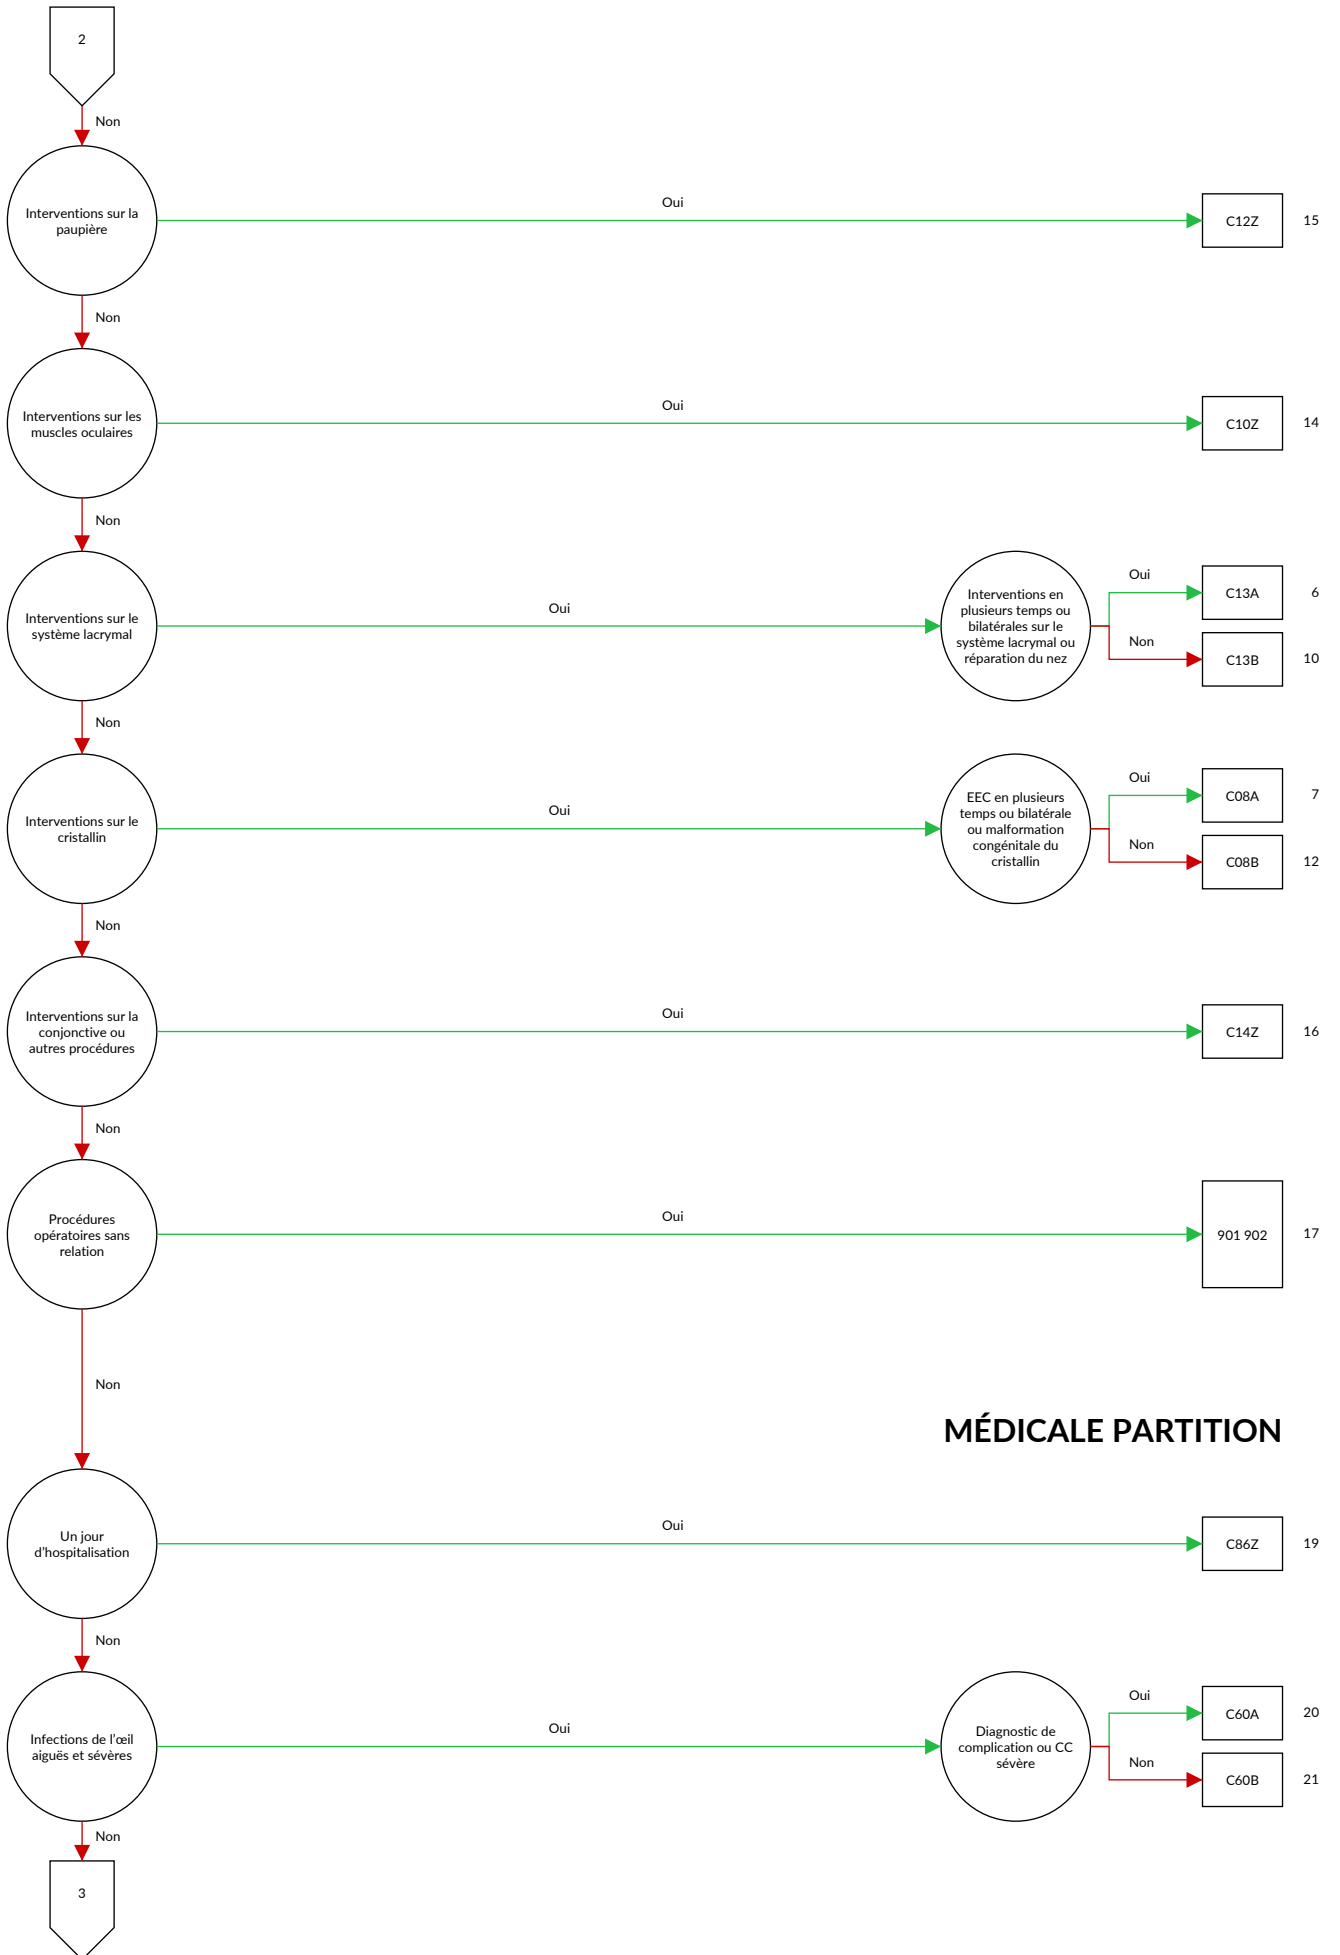 2
Non
Interventions sur la
paupière
Oui
C12Z
15
Non
Interventions sur les
muscles oculaires
Oui
C10Z
14
Non
Interventions sur le
système lacrymal
Oui
Interventions en
plusieurs temps ou
bilatérales sur le
système lacrymal ou
réparation du nez
Oui
C13A
6
Non
C13B
10
Non
Interventions sur le
cristallin
Oui
EEC en plusieurs
temps ou bilatérale
ou malformation
congénitale du
cristallin
Oui
C08A
7
Non
C08B
12
Non
Interventions sur la
conjonctive ou
autres procédures
Oui
C14Z
16
Non
Procédures
opératoires sans
relation
Oui
901 902
17
Non
MÉDICALE PARTITION
Un jour
d'hospitalisation
Oui
C86Z
19
Non
Infections de l'œil
aiguës et sévères
Oui
Diagnostic de
complication ou CC
sévère
Oui
C60A
20
Non
C60B
21
Non
3